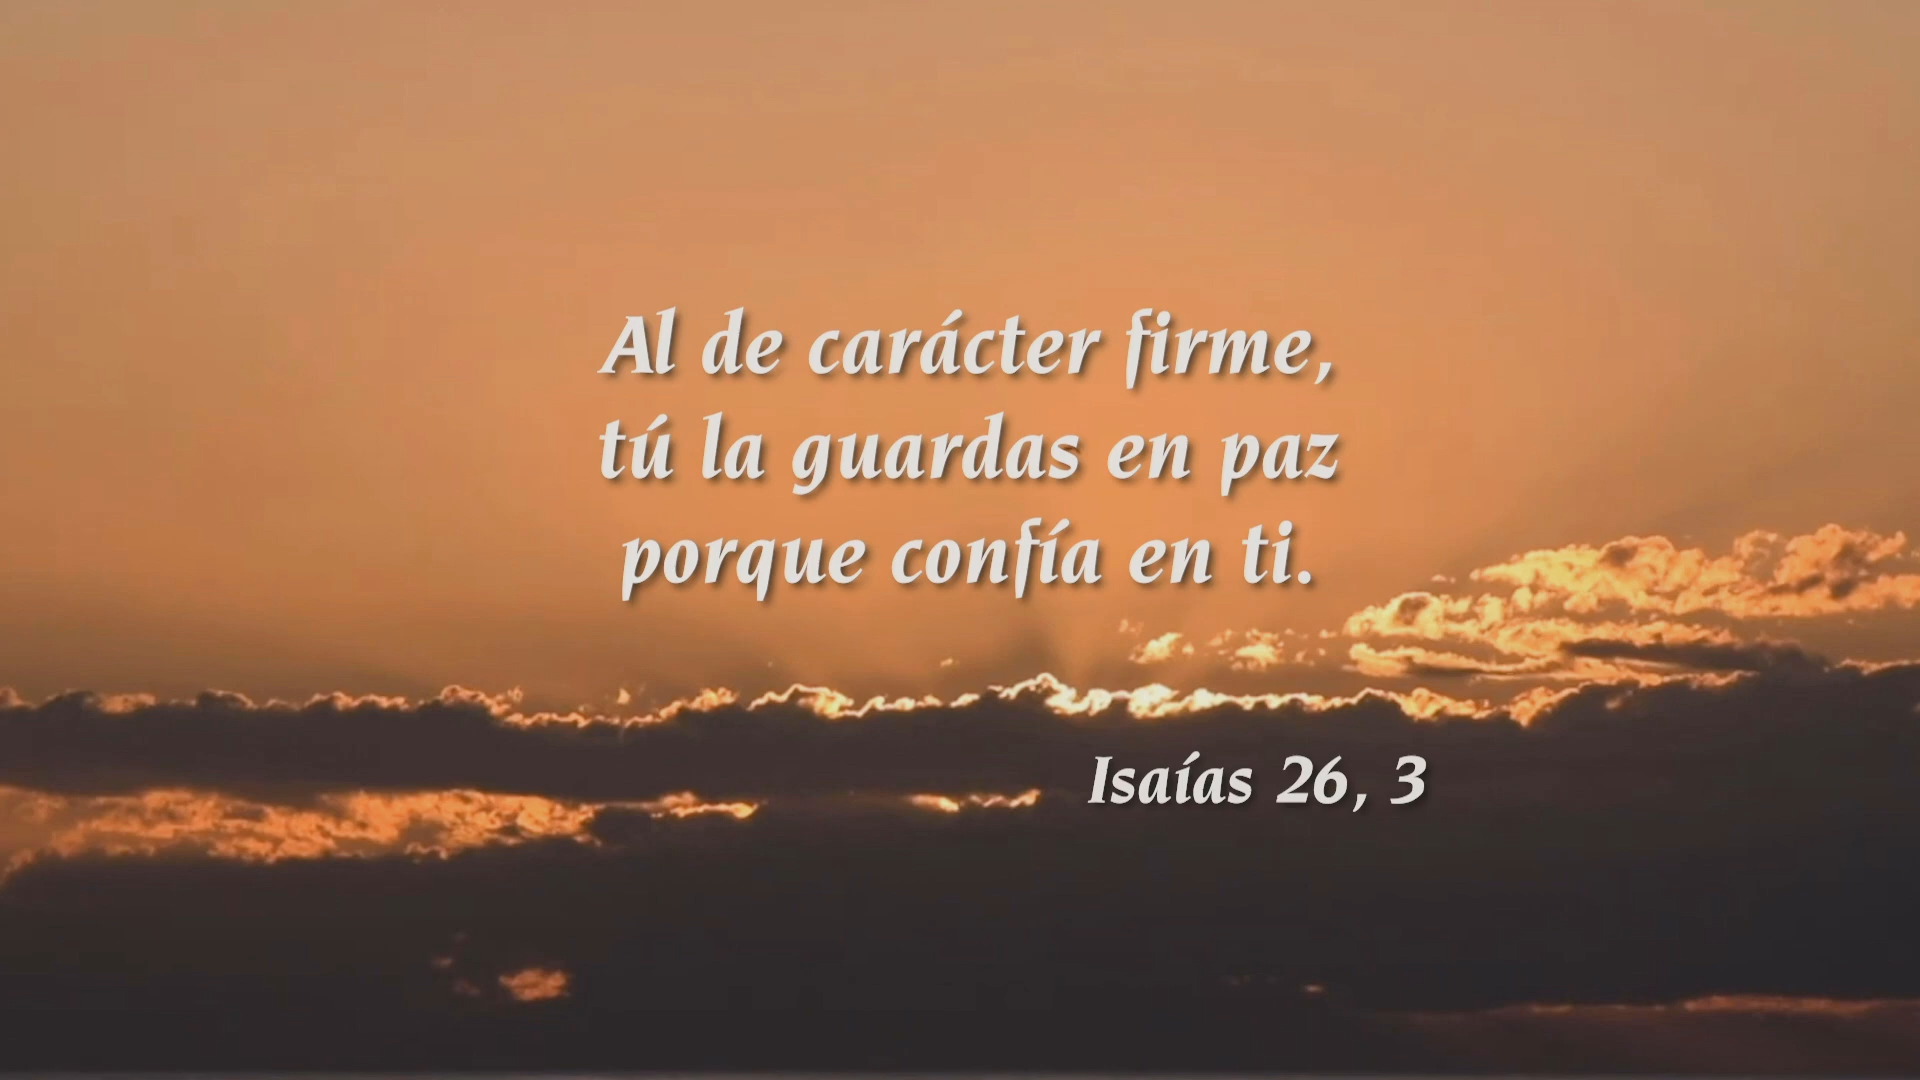 Al de carácter firme,
tú la guardas en paz
porque confía en ti.
Isaías 26, 3